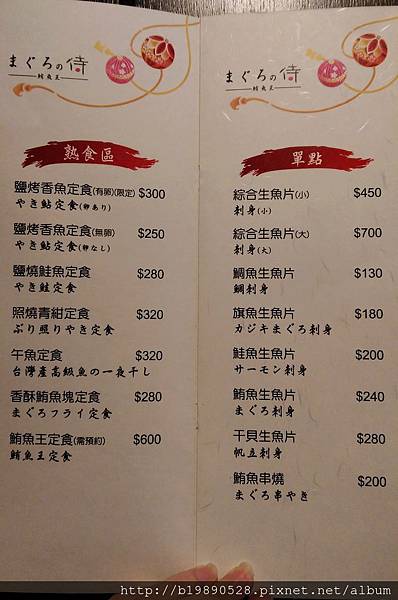 まぐろの侍
鮪魚王
熟食區
鹽烤香魚定食(有卵)(限定) $300
やき鮎定食(卵あり)
鹽烤香魚定食(無卵) $250
やき鮎定食(卵なし)
鹽燒鮭魚定食 $280
やき鮭定食
照燒青紺定食 $320
ぶり照りやき定食
午魚定食 $320
台灣產高級魚の一夜干し
香酥鮪魚塊定食 $280
まぐろフライ定食
鮪魚王定食(需預約) $600
鮪魚王定食
まぐろの侍
鮪魚王
單點
綜合生魚片(小) $450
刺身(小)
綜合生魚片(大) $700
刺身(大)
鯛魚生魚片 $130
鯛刺身
旗魚生魚片 $180
カジキまぐろ刺身
鮭魚生魚片 $200
サーモン刺身
鮪魚生魚片 $240
まぐろ刺身
干貝生魚片 $280
帆立刺身
鮪魚串燒 $200
まぐろ串やき
http://b19890528.pixnet.net/album